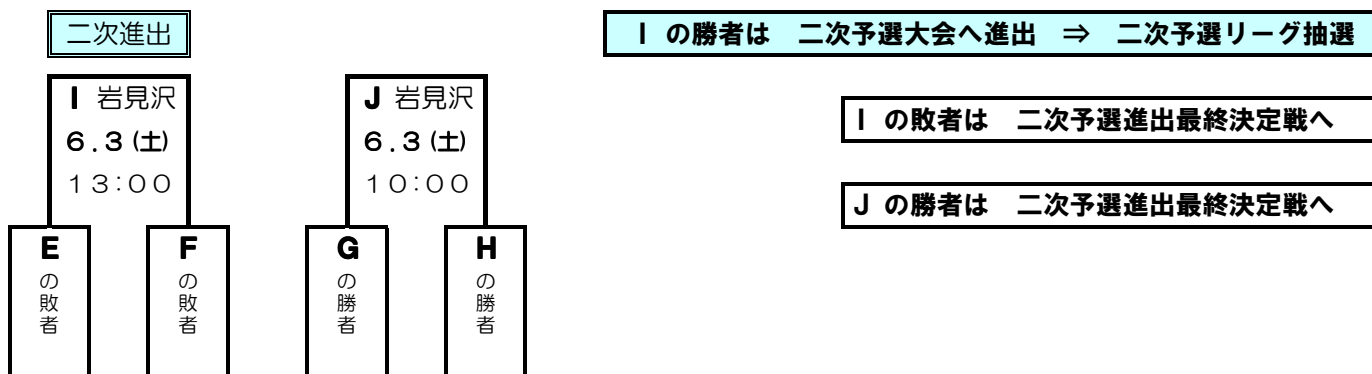 二次進出
I の勝者は　二次予選大会へ進出　⇒　二次予選リーグ抽選
I 岩見沢
６.３(土)
１３:００
J 岩見沢
６.３(土)
１０:００
I の敗者は　二次予選進出最終決定戦へ
J の勝者は　二次予選進出最終決定戦へ
E の敗者
F の敗者
G の勝者
H の勝者